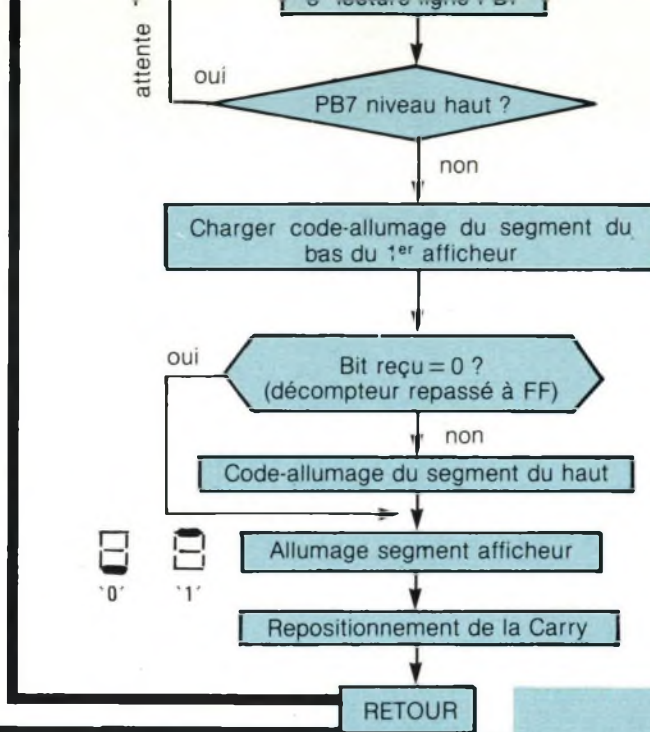 attente
oui
PB7 niveau haut ?
non
Charger code-allumage du segment du
bas du 1er afficheur
oui
Bit reçu = 0 ?
(décompteur repassé à FF)
non
Code-allumage du segment du haut
Allumage segment afficheur
'0' '1'
Repositionnement de la Carry
RETOUR